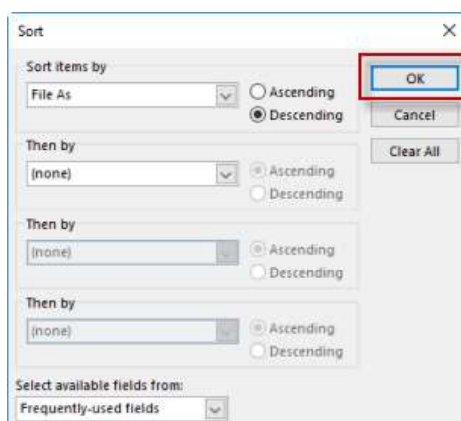 Sort
Sort items by
File As
Ascending
Descending
OK
Cancel
Clear All
Then by
(none)
Ascending
Descending
Then by
(none)
Ascending
Descending
Then by
(none)
Ascending
Descending
Select available fields from:
Frequently-used fields